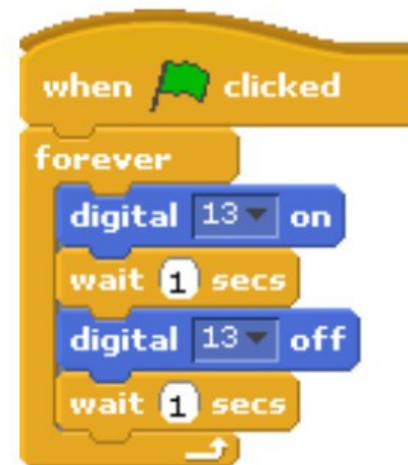 when clicked
forever
digital 13 on
wait 1 secs
digital 13 off
wait 1 secs